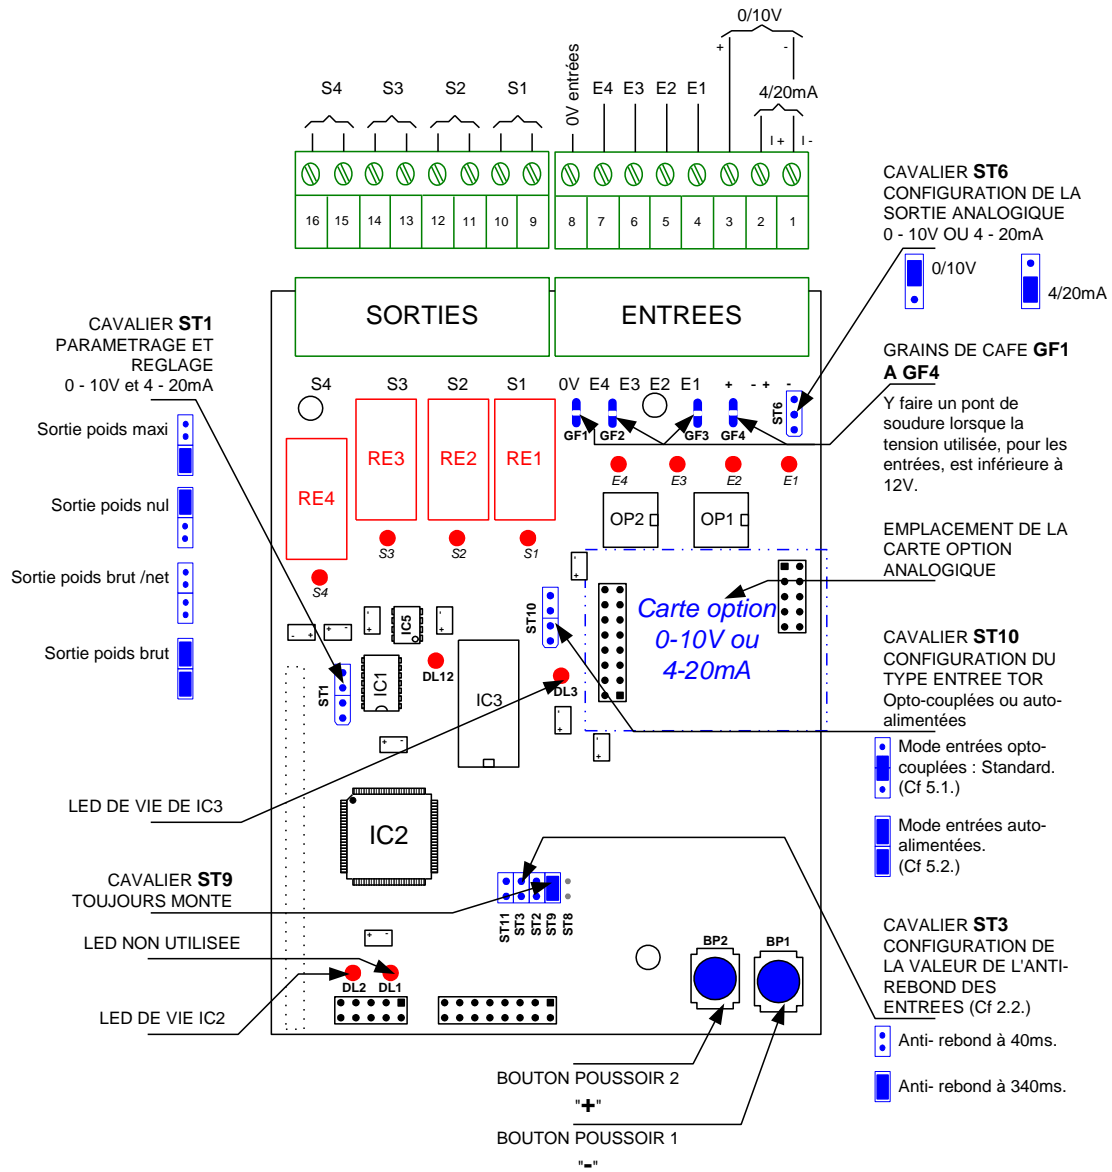 0/10V
+ -
S4 S3 S2 S1
0V entrées
E4 E3 E2 E1
4/20mA
I + I -
16 15 14 13 12 11 10 9
8 7 6 5 4 3 2 1
SORTIES
ENTREES
CAVALIER ST6
CONFIGURATION DE LA
SORTIE ANALOGIQUE
0 - 10V OU 4 - 20mA
0/10V
4/20mA
GRAINS DE CAFE GF1
A GF4
Y faire un pont de
soudure lorsque la
tension utilisée, pour les
entrées, est inférieure à
12V.
EMPLACEMENT DE LA
CARTE OPTION
ANALOGIQUE
CAVALIER ST10
CONFIGURATION DU
TYPE ENTREE TOR
Opto-couplées ou auto-
alimentées
Mode entrées opto-
couplées : Standard.
(Cf 5.1.)
Mode entrées auto-
alimentées.
(Cf 5.2.)
CAVALIER ST3
CONFIGURATION DE
LA VALEUR DE L'ANTI-
REBOND DES
ENTREES (Cf 2.2.)
Anti- rebond à 40ms.
Anti- rebond à 340ms.
CAVALIER ST1
PARAMETRAGE ET
REGLAGE
0 - 10V et 4 - 20mA
Sortie poids maxi
Sortie poids nul
Sortie poids brut /net
Sortie poids brut
LED DE VIE DE IC3
CAVALIER ST9
TOUJOURS MONTE
LED NON UTILISEE
LED DE VIE IC2
S4 S3 S2 S1
0V E4 E3 E2 E1 + - + -
ST6
GF1 GF2 GF3 GF4
RE4 RE3 RE2 RE1
E4 E3 E2 E1
OP2 OP1
S4 S3 S2 S1
Carte option
0-10V ou
4-20mA
ST10
IC5
DL12
ST1
IC1
IC3
DL3
IC2
ST11
ST3
ST2
ST9
ST8
BP2 BP1
DL2 DL1
BOUTON POUSSOIR 2
"+"
BOUTON POUSSOIR 1
"-"